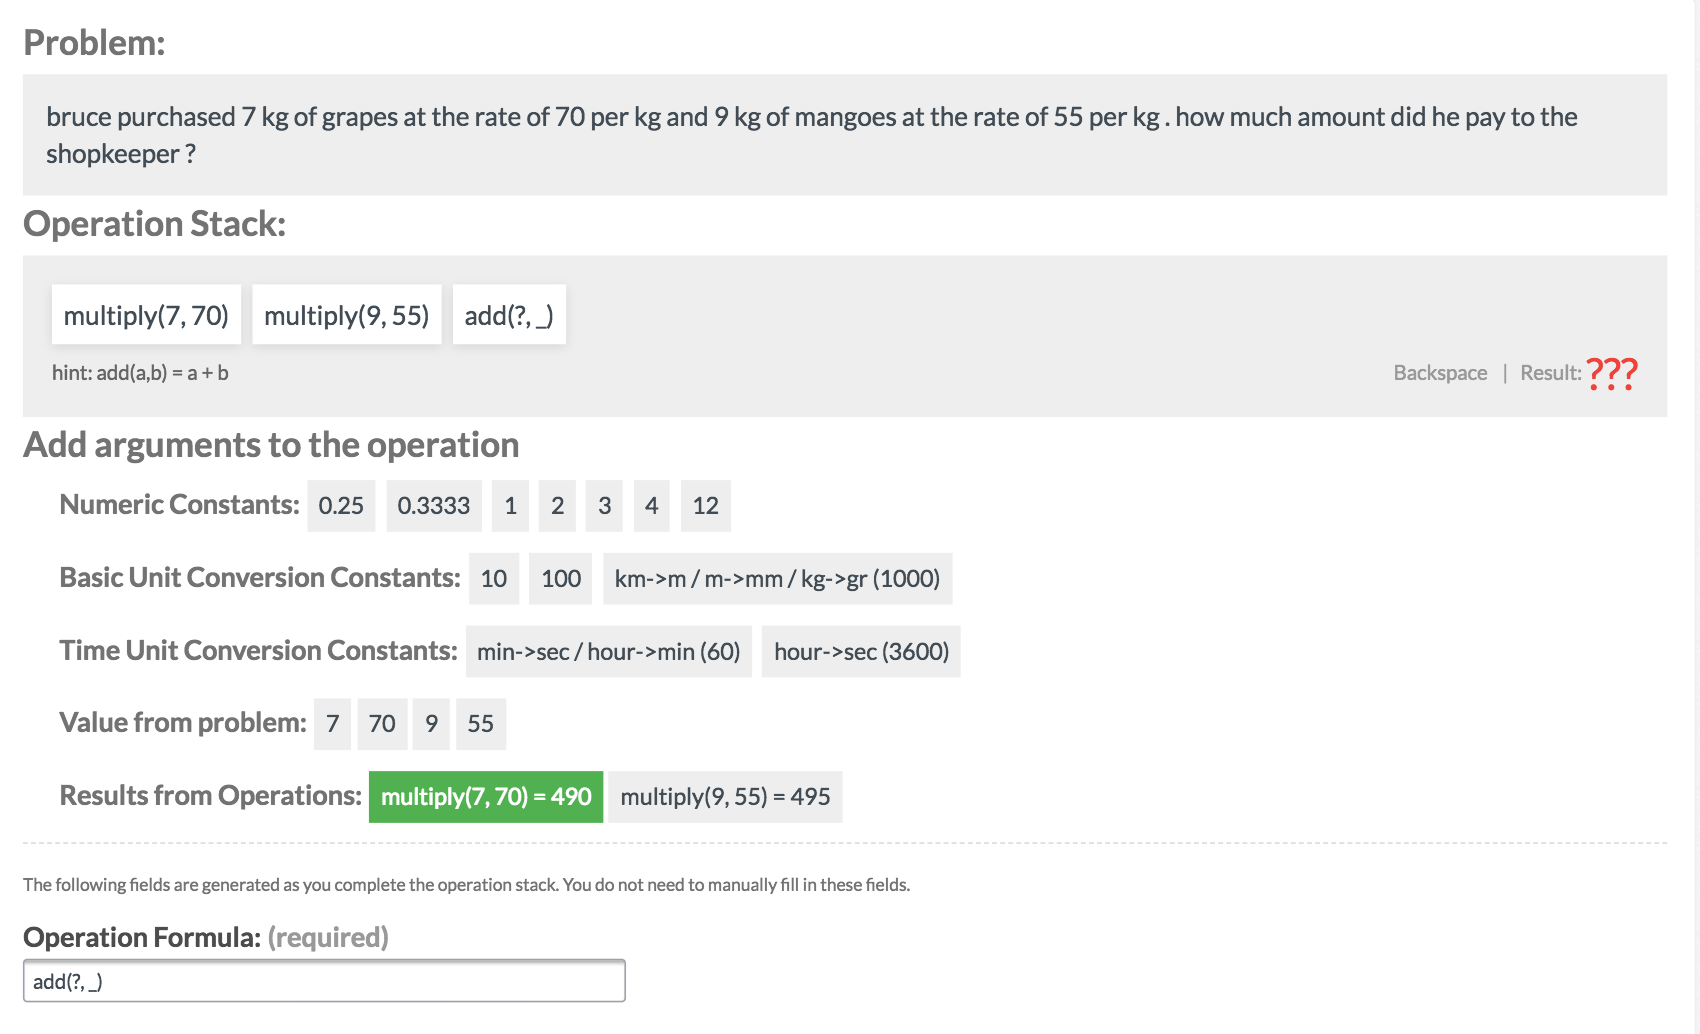 Problem:
bruce purchased 7 kg of grapes at the rate of 70 per kg and 9 kg of mangoes at the rate of 55 per kg . how much amount did he pay to the
shopkeeper ?
Operation Stack:
multiply(7, 70) multiply(9, 55) add(?, _)
hint: add(a,b) = a + b Backspace | Result: ???
Add arguments to the operation
Numeric Constants: 0.25 0.3333 1 2 3 4 12
Basic Unit Conversion Constants: 10 100 km->m / m->mm / kg->gr (1000)
Time Unit Conversion Constants: min->sec / hour->min (60) hour->sec (3600)
Value from problem: 7 70 9 55
Results from Operations: multiply(7, 70) = 490 multiply(9, 55) = 495
The following fields are generated as you complete the operation stack. You do not need to manually fill in these fields.
Operation Formula: (required)
add(?, _)